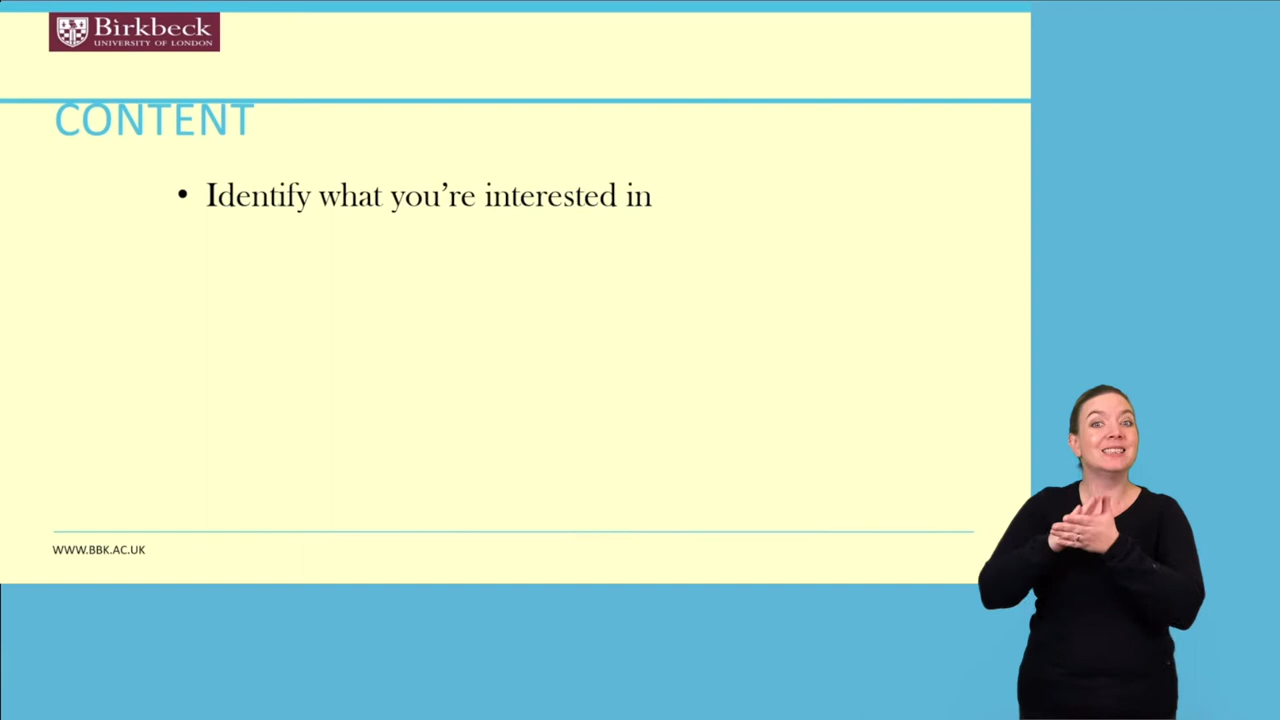 Birkbeck
UNIVERSITY OF LONDON
CONTENT
• Identify what you’re interested in
WWW.BBK.AC.UK